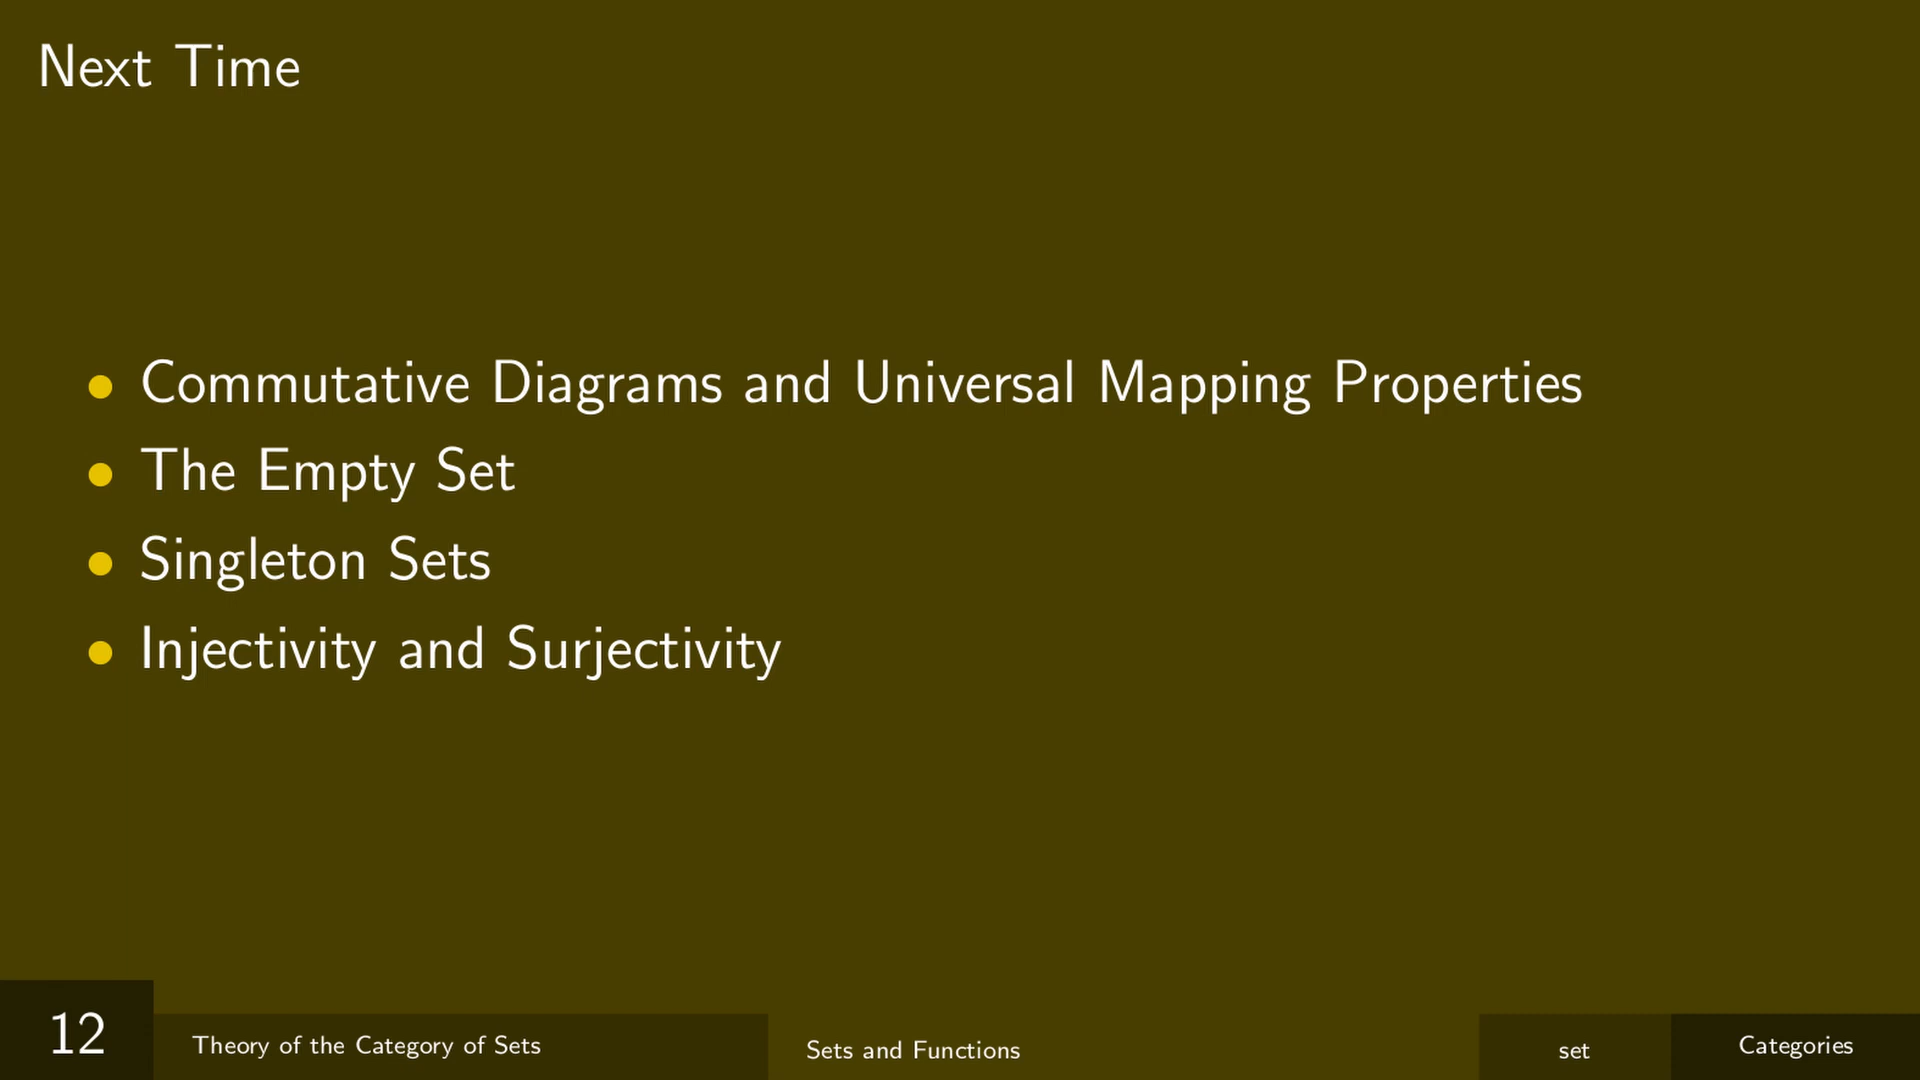 Next Time
Commutative Diagrams and Universal Mapping Properties
The Empty Set
Singleton Sets
Injectivity and Surjectivity
12
Theory of the Category of Sets
Sets and Functions
set
Categories